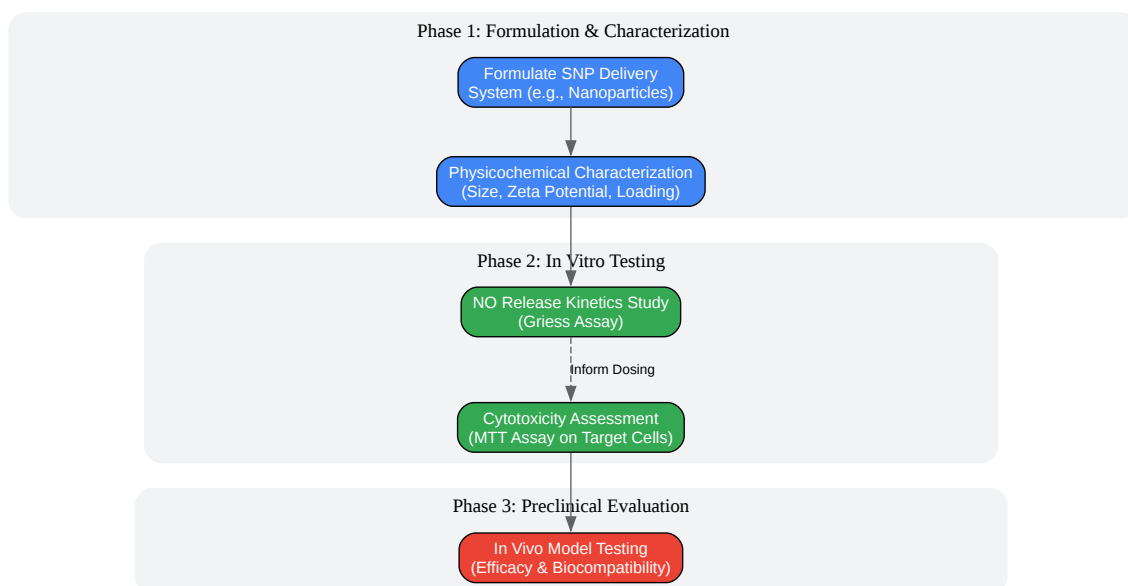 Phase 1: Formulation & Characterization
Formulate SNP Delivery
System (e.g., Nanoparticles)
Physicochemical Characterization
(Size, Zeta Potential, Loading)
Phase 2: In Vitro Testing
NO Release Kinetics Study
(Griess Assay)
Inform Dosing
Cytotoxicity Assessment
(MTT Assay on Target Cells)
Phase 3: Preclinical Evaluation
In Vivo Model Testing
(Efficacy & Biocompatibility)